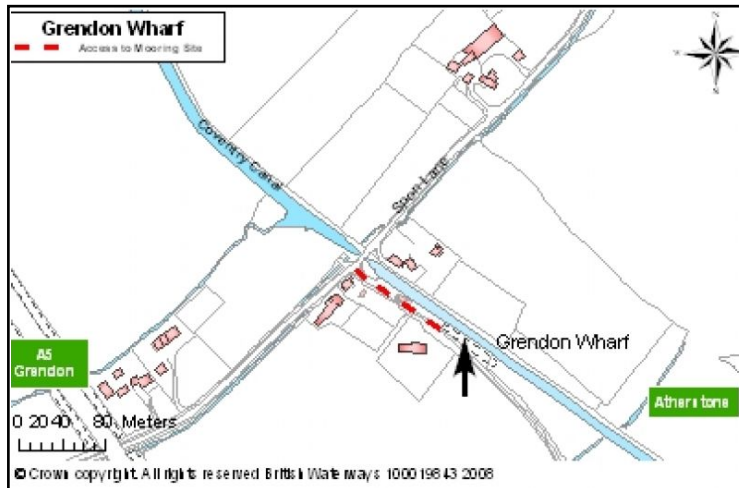 Grendon Wharf
Access to Mooring Site
Coventry Canal
Spon Lane
Grendon Wharf
A5
Grendon
Atherstone
0 20 40 80 Meters
© Crown copyright. All rights reserved British Waterways 100019843 2008